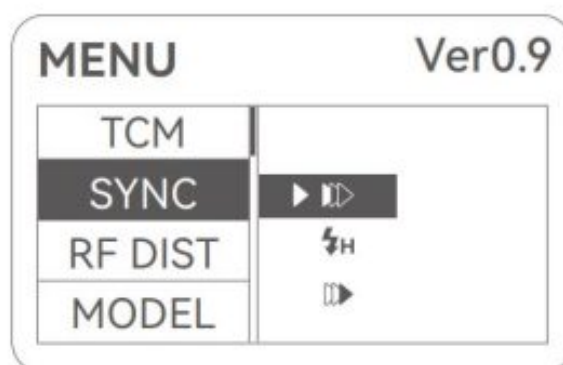 MENU Ver0.9
TCM
SYNC
RF DIST
H
MODEL